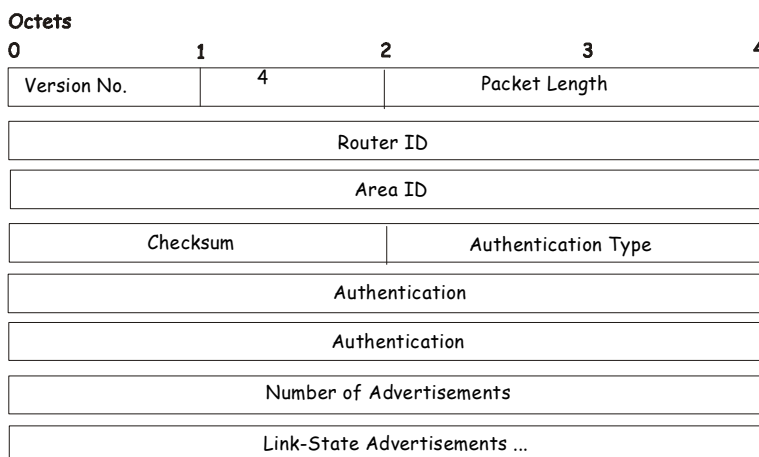 Octets
0 1 2 3 4
Version No. 4 Packet Length
Router ID
Area ID
Checksum Authentication Type
Authentication
Authentication
Number of Advertisements
Link-State Advertisements ...